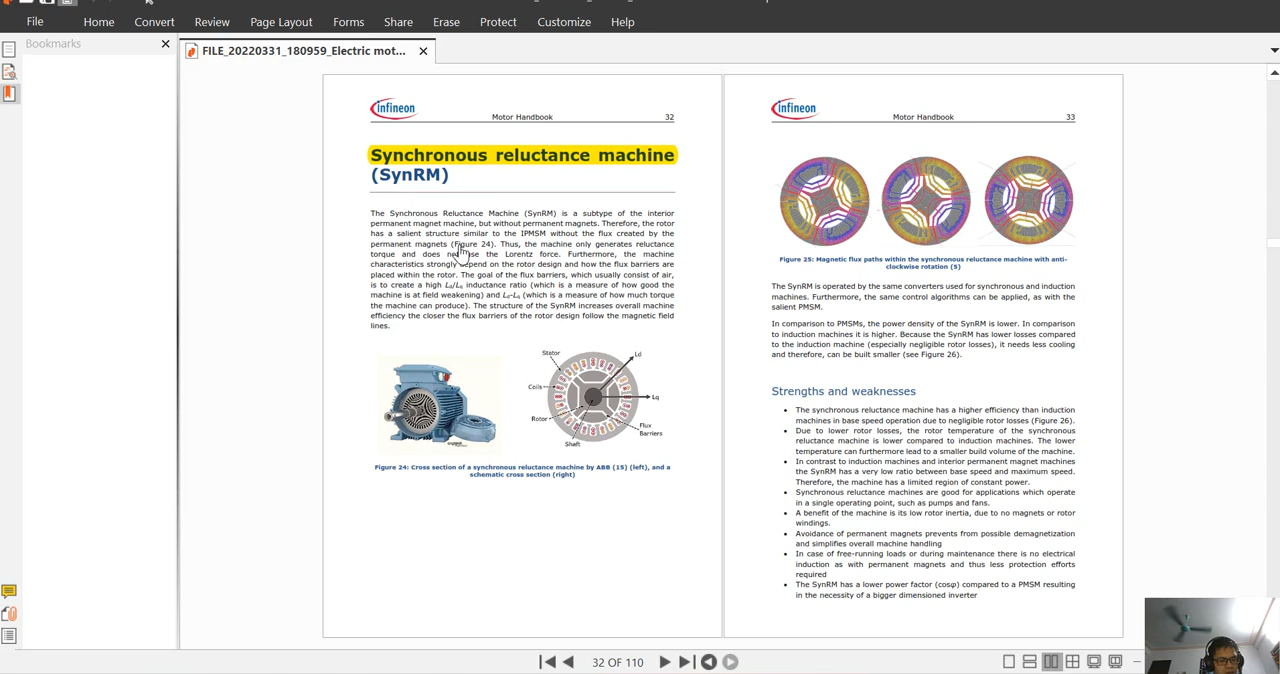 File Home Convert Review Page Layout Forms Share Erase Protect Customize Help
Bookmarks
FILE_20220331_180959_Electric mot...
infineon
Motor Handbook 32
Synchronous reluctance machine
(SynRM)
The Synchronous Reluctance Machine (SynRM) is a subtype of the interior
permanent magnet machine, but without permanent magnets. Therefore, the rotor
has a salient structure similar to the IPMSM without the flux created by the
permanent magnets (Figure 24). Thus, the machine only generates reluctance
torque and does not use the Lorentz force. Furthermore, the machine
characteristics strongly depend on the rotor design and how the flux barriers are
placed within the rotor. The goal of the flux barriers, which usually consist of air,
is to create a high Ld/Lq inductance ratio (which is a measure of how good the
machine is at field weakening) and Ld-Lq (which is a measure of how much torque
the machine can produce). The structure of the SynRM increases overall machine
efficiency the closer the flux barriers of the rotor design follow the magnetic field
lines.
Stator
Ld
Coils
Lq
Rotor
Flux
Barriers
Shaft
Figure 24: Cross section of a synchronous reluctance machine by ABB (15) (left), and a
schematic cross section (right)
infineon
Motor Handbook 33
Figure 25: Magnetic flux paths within the synchronous reluctance machine with anti-
clockwise rotation (5)
The SynRM is operated by the same converters used for synchronous and induction
machines. Furthermore, the same control algorithms can be applied, as with the
salient PMSM.
In comparison to PMSMs, the power density of the SynRM is lower. In comparison
to induction machines it is higher. Because the SynRM has lower losses compared
to the induction machine (especially negligible rotor losses), it needs less cooling
and therefore, can be built smaller (see Figure 26).
Strengths and weaknesses
• The synchronous reluctance machine has a higher efficiency than induction
machines in base speed operation due to negligible rotor losses (Figure 26).
• Due to lower rotor losses, the rotor temperature of the synchronous
reluctance machine is lower compared to induction machines. The lower
temperature can furthermore lead to a smaller build volume of the machine.
• In contrast to induction machines and interior permanent magnet machines
the SynRM has a very low ratio between base speed and maximum speed.
Therefore, the machine has a limited region of constant power.
• Synchronous reluctance machines are good for applications which operate
in a single operating point, such as pumps and fans.
• A benefit of the machine is its low rotor inertia, due to no magnets or rotor
windings.
• Avoidance of permanent magnets prevents from possible demagnetization
and simplifies overall machine handling
• In case of free-running loads or during maintenance there is no electrical
induction as with permanent magnets and thus less protection efforts
required
• The SynRM has a lower power factor (cosφ) compared to a PMSM resulting
in the necessity of a bigger dimensioned inverter
32 OF 110